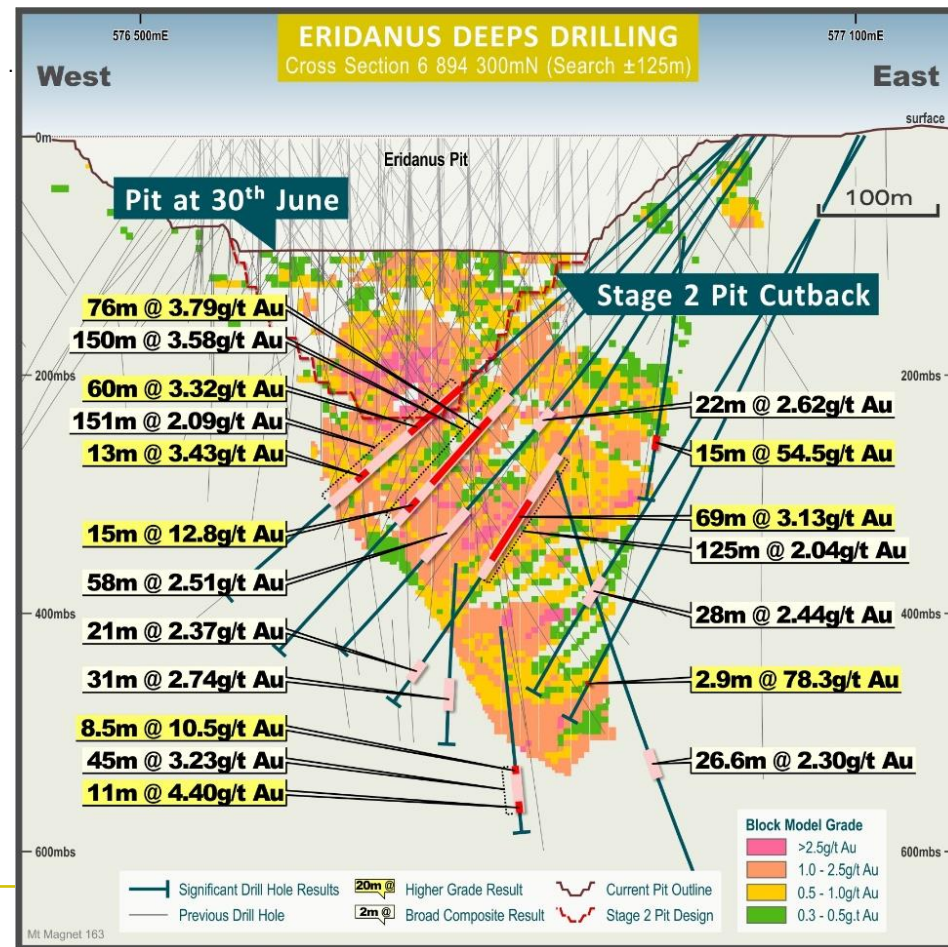 576 500mE
577 100mE
ERIDANUS DEEPS DRILLING
Cross Section 6 894 300mN (Search ±125m)
West
East
surface
0m
Eridanus Pit
Pit at 30th June
100m
Stage 2 Pit Cutback
76m @ 3.79g/t Au
150m @ 3.58g/t Au
200mbs
200mbs
60m @ 3.32g/t Au
22m @ 2.62g/t Au
151m @ 2.09g/t Au
13m @ 3.43g/t Au
15m @ 54.5g/t Au
15m @ 12.8g/t Au
69m @ 3.13g/t Au
125m @ 2.04g/t Au
58m @ 2.51g/t Au
400mbs
400mbs
28m @ 2.44g/t Au
21m @ 2.37g/t Au
31m @ 2.74g/t Au
2.9m @ 78.3g/t Au
8.5m @ 10.5g/t Au
45m @ 3.23g/t Au
26.6m @ 2.30g/t Au
11m @ 4.40g/t Au
Block Model Grade
>2.5g/t Au
1.0 - 2.5g/t Au
0.5 - 1.0g/t Au
0.3 - 0.5g.t Au
600mbs
600mbs
Significant Drill Hole Results
20m @
Higher Grade Result
Current Pit Outline
Previous Drill Hole
2m @
Broad Composite Result
Stage 2 Pit Design
Mt Magnet 163